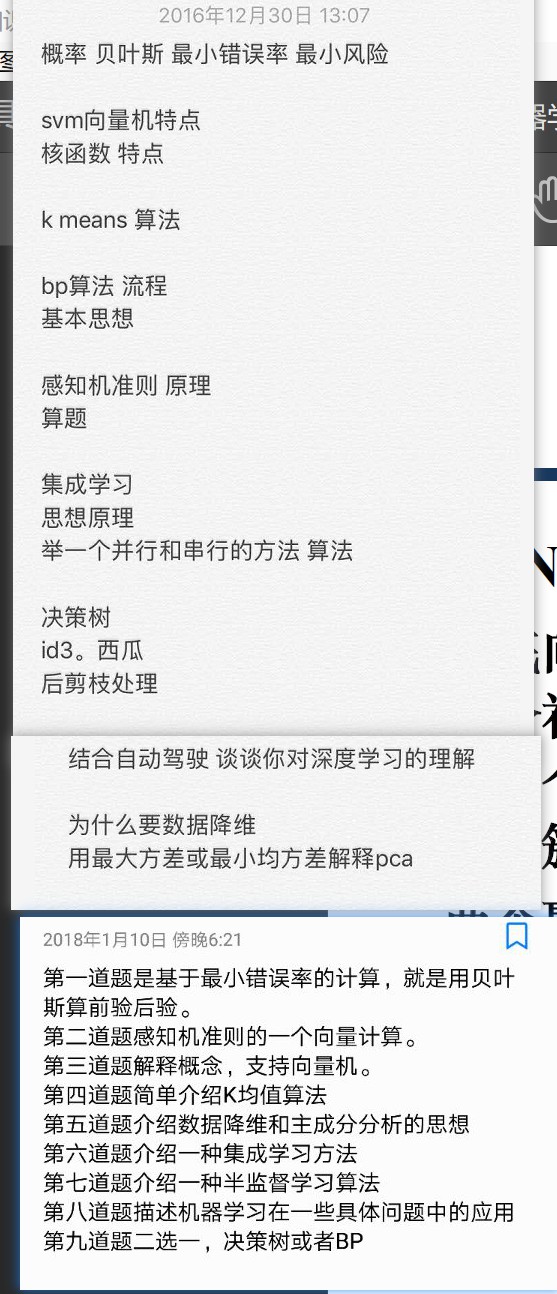 2016年12月30日 13:07
概率 贝叶斯 最小错误率 最小风险
svm向量机特点
核函数 特点
k means 算法
bp算法 流程
基本思想
感知机准则 原理
算题
集成学习
思想原理
举一个并行和串行的方法 算法
决策树
id3。西瓜
后剪枝处理
结合自动驾驶 谈谈你对深度学习的理解
为什么要数据降维
用最大方差或最小均方差解释pca
2018年1月10日 傍晚6:21
第一道题是基于最小错误率的计算，就是用贝叶
斯算前验后验。
第二道题感知机准则的一个向量计算。
第三道题解释概念，支持向量机。
第四道题简单介绍K均值算法
第五道题介绍数据降维和主成分分析的思想
第六道题介绍一种集成学习方法
第七道题介绍一种半监督学习算法
第八道题描述机器学习在一些具体问题中的应用
第九道题二选一，决策树或者BP